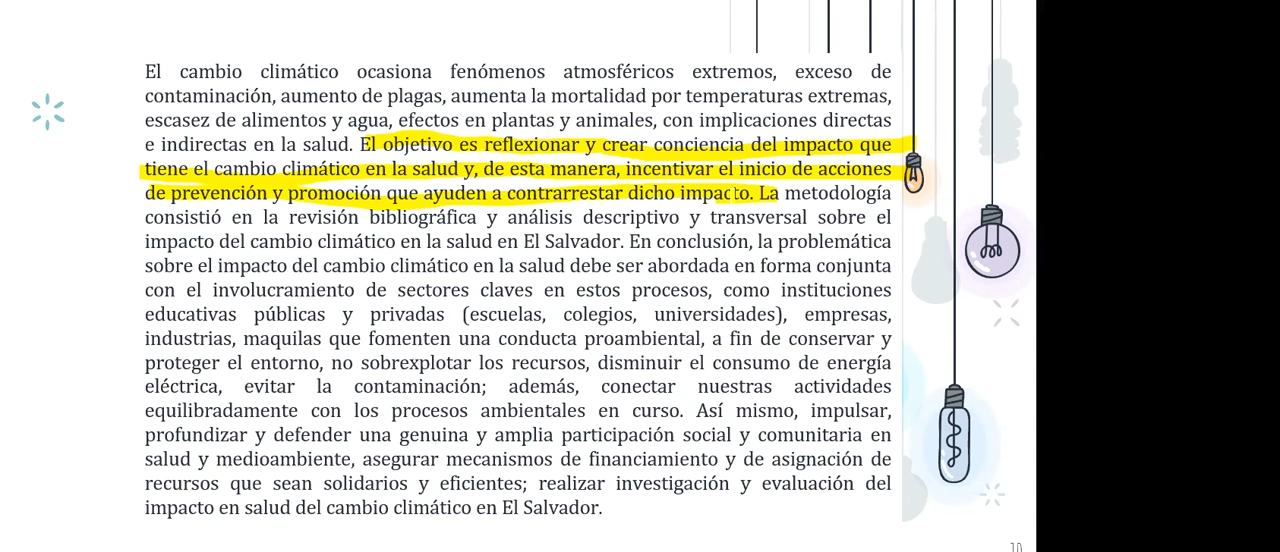 El cambio climático ocasiona fenómenos atmosféricos extremos, exceso de
contaminación, aumento de plagas, aumenta la mortalidad por temperaturas extremas,
escasez de alimentos y agua, efectos en plantas y animales, con implicaciones directas
e indirectas en la salud. El objetivo es reflexionar y crear conciencia del impacto que
tiene el cambio climático en la salud y, de esta manera, incentivar el inicio de acciones
de prevención y promoción que ayuden a contrarrestar dicho impacto. La metodología
consistió en la revisión bibliográfica y análisis descriptivo y transversal sobre el
impacto del cambio climático en la salud en El Salvador. En conclusión, la problemática
sobre el impacto del cambio climático en la salud debe ser abordada en forma conjunta
con el involucramiento de sectores claves en estos procesos, como instituciones
educativas públicas y privadas (escuelas, colegios, universidades), empresas,
industrias, maquilas que fomenten una conducta proambiental, a fin de conservar y
proteger el entorno, no sobrexplotar los recursos, disminuir el consumo de energía
eléctrica, evitar la contaminación; además, conectar nuestras actividades
equilibradamente con los procesos ambientales en curso. Así mismo, impulsar,
profundizar y defender una genuina y amplia participación social y comunitaria en
salud y medioambiente, asegurar mecanismos de financiamiento y de asignación de
recursos que sean solidarios y eficientes; realizar investigación y evaluación del
impacto en salud del cambio climático en El Salvador.